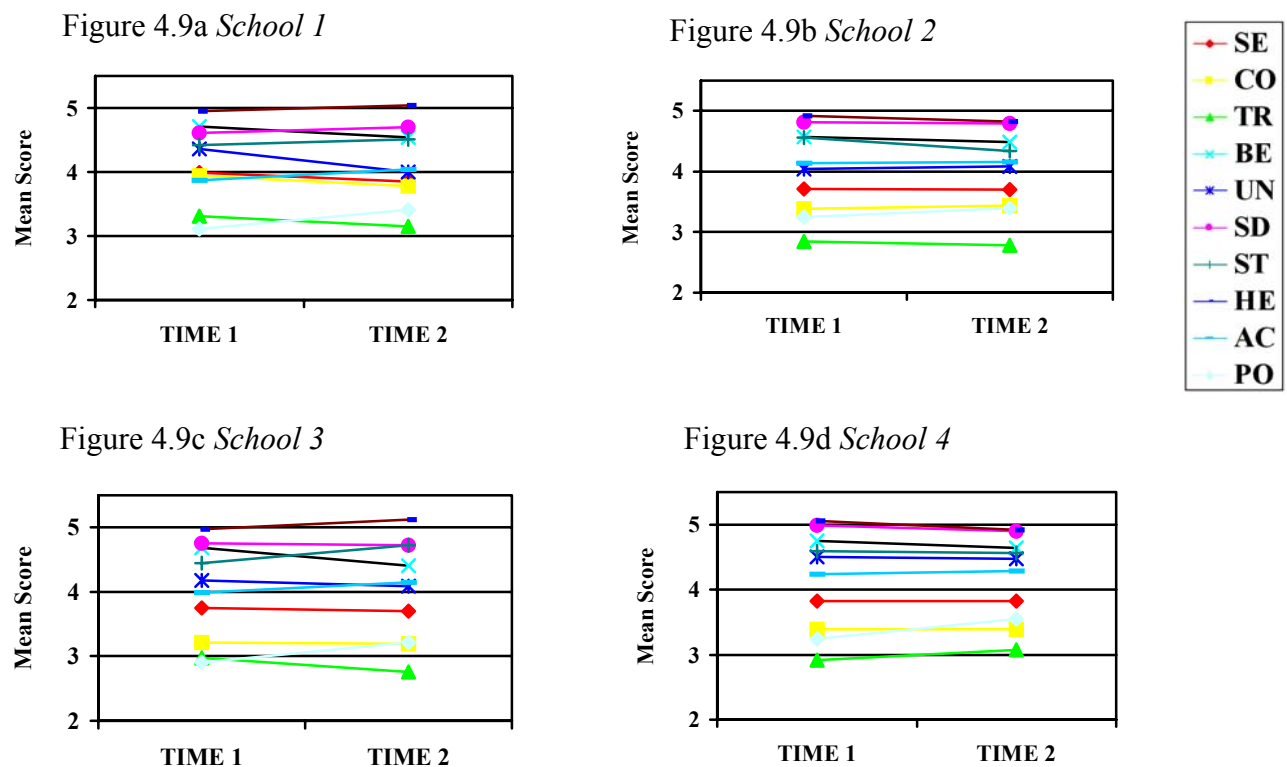 Figure 4.9a School 1
Mean Score
5
4
3
2
TIME 1 TIME 2
Figure 4.9b School 2
Mean Score
5
4
3
2
TIME 1 TIME 2
SE
CO
TR
BE
UN
SD
ST
HE
AC
PO
Figure 4.9c School 3
Mean Score
5
4
3
2
TIME 1 TIME 2
Figure 4.9d School 4
Mean Score
5
4
3
2
TIME 1 TIME 2